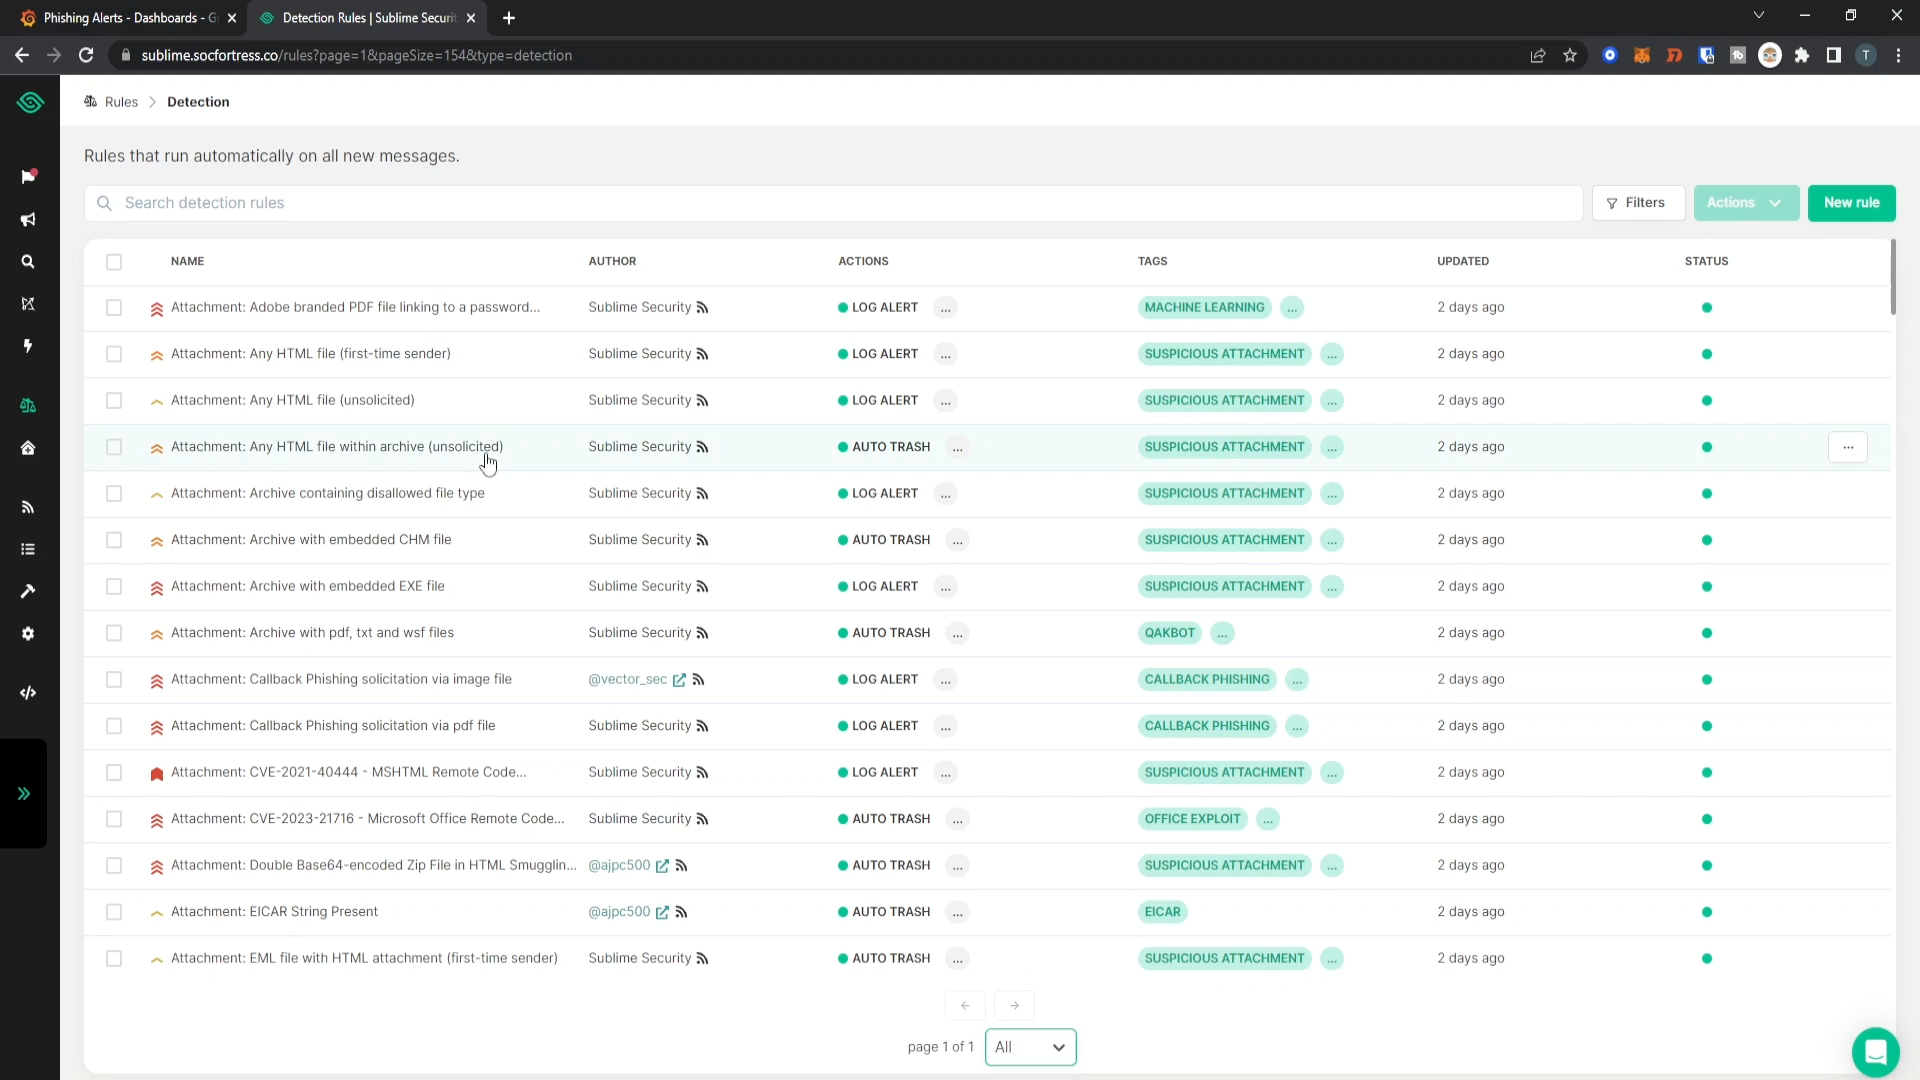 Phishing Alerts - Dashboards - G
Detection Rules | Sublime Securit
sublime.socfortress.co/rules?page=1&pageSize=154&type=detection
T
Rules > Detection
Rules that run automatically on all new messages.
Search detection rules
Filters
Actions
New rule
NAME AUTHOR ACTIONS TAGS UPDATED STATUS
Attachment: Adobe branded PDF file linking to a password... Sublime Security LOG ALERT ... MACHINE LEARNING ... 2 days ago
Attachment: Any HTML file (first-time sender) Sublime Security LOG ALERT ... SUSPICIOUS ATTACHMENT ... 2 days ago
Attachment: Any HTML file (unsolicited) Sublime Security LOG ALERT ... SUSPICIOUS ATTACHMENT ... 2 days ago
Attachment: Any HTML file within archive (unsolicited) Sublime Security AUTO TRASH ... SUSPICIOUS ATTACHMENT ... 2 days ago ...
Attachment: Archive containing disallowed file type Sublime Security LOG ALERT ... SUSPICIOUS ATTACHMENT ... 2 days ago
Attachment: Archive with embedded CHM file Sublime Security AUTO TRASH ... SUSPICIOUS ATTACHMENT ... 2 days ago
Attachment: Archive with embedded EXE file Sublime Security LOG ALERT ... SUSPICIOUS ATTACHMENT ... 2 days ago
Attachment: Archive with pdf, txt and wsf files Sublime Security AUTO TRASH ... QAKBOT ... 2 days ago
Attachment: Callback Phishing solicitation via image file @vector_sec LOG ALERT ... CALLBACK PHISHING ... 2 days ago
Attachment: Callback Phishing solicitation via pdf file Sublime Security LOG ALERT ... CALLBACK PHISHING ... 2 days ago
Attachment: CVE-2021-40444 - MSHTML Remote Code... Sublime Security LOG ALERT ... SUSPICIOUS ATTACHMENT ... 2 days ago
Attachment: CVE-2023-21716 - Microsoft Office Remote Code... Sublime Security AUTO TRASH ... OFFICE EXPLOIT ... 2 days ago
Attachment: Double Base64-encoded Zip File in HTML Smugglin... @ajpc500 AUTO TRASH ... SUSPICIOUS ATTACHMENT ... 2 days ago
Attachment: EICAR String Present @ajpc500 AUTO TRASH ... EICAR 2 days ago
Attachment: EML file with HTML attachment (first-time sender) Sublime Security AUTO TRASH ... SUSPICIOUS ATTACHMENT ... 2 days ago
page 1 of 1 All